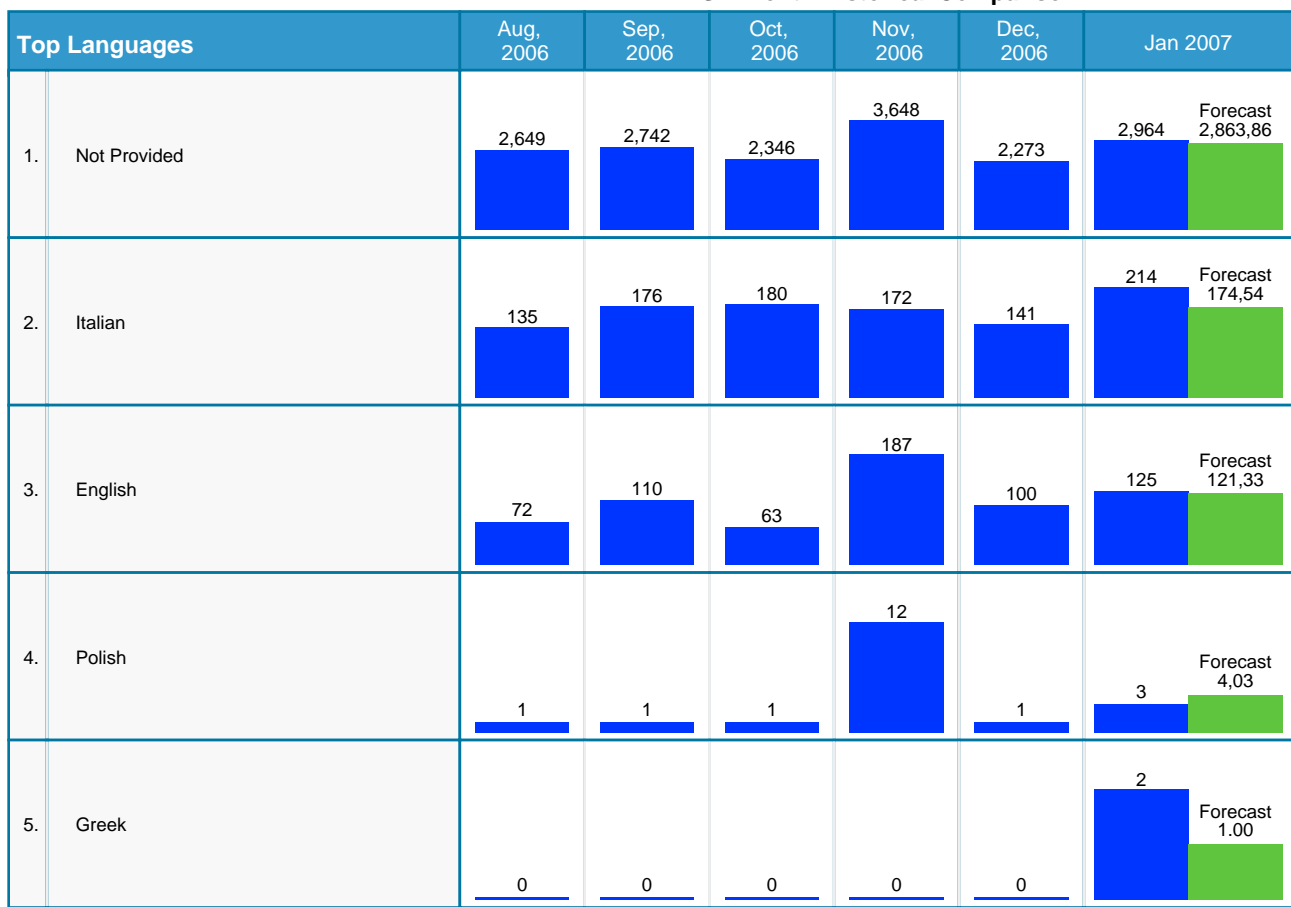 Top Languages
Aug, 2006
Sep, 2006
Oct, 2006
Nov, 2006
Dec, 2006
Jan 2007
1. Not Provided
2,649
2,742
2,346
3,648
2,273
2,964
Forecast
2,863,86
2. Italian
135
176
180
172
141
214
Forecast
174,54
3. English
72
110
63
187
100
125
Forecast
121,33
4. Polish
1
1
1
12
1
3
Forecast
4,03
5. Greek
0
0
0
0
0
2
Forecast
1.00